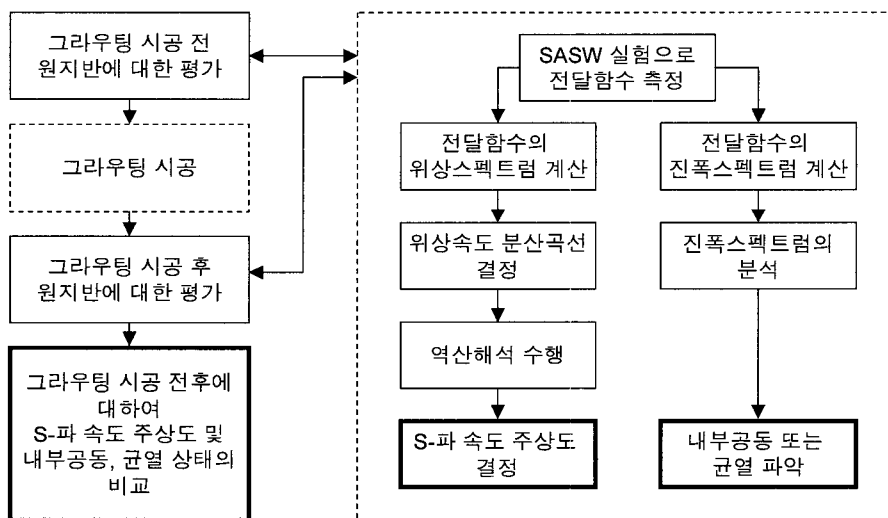 그라우팅 시공 전
원지반에 대한 평가
그라우팅 시공
그라우팅 시공 후
원지반에 대한 평가
그라우팅 시공 전후에
대하여
S-파 속도 주상도 및
내부공동, 균열 상태의
비교
SASW 실험으로
전달함수 측정
전달함수의
위상스펙트럼 계산
위상속도 분산곡선
결정
역산해석 수행
S-파 속도 주상도
결정
전달함수의
진폭스펙트럼 계산
진폭스펙트럼의
분석
내부공동 또는
균열 파악